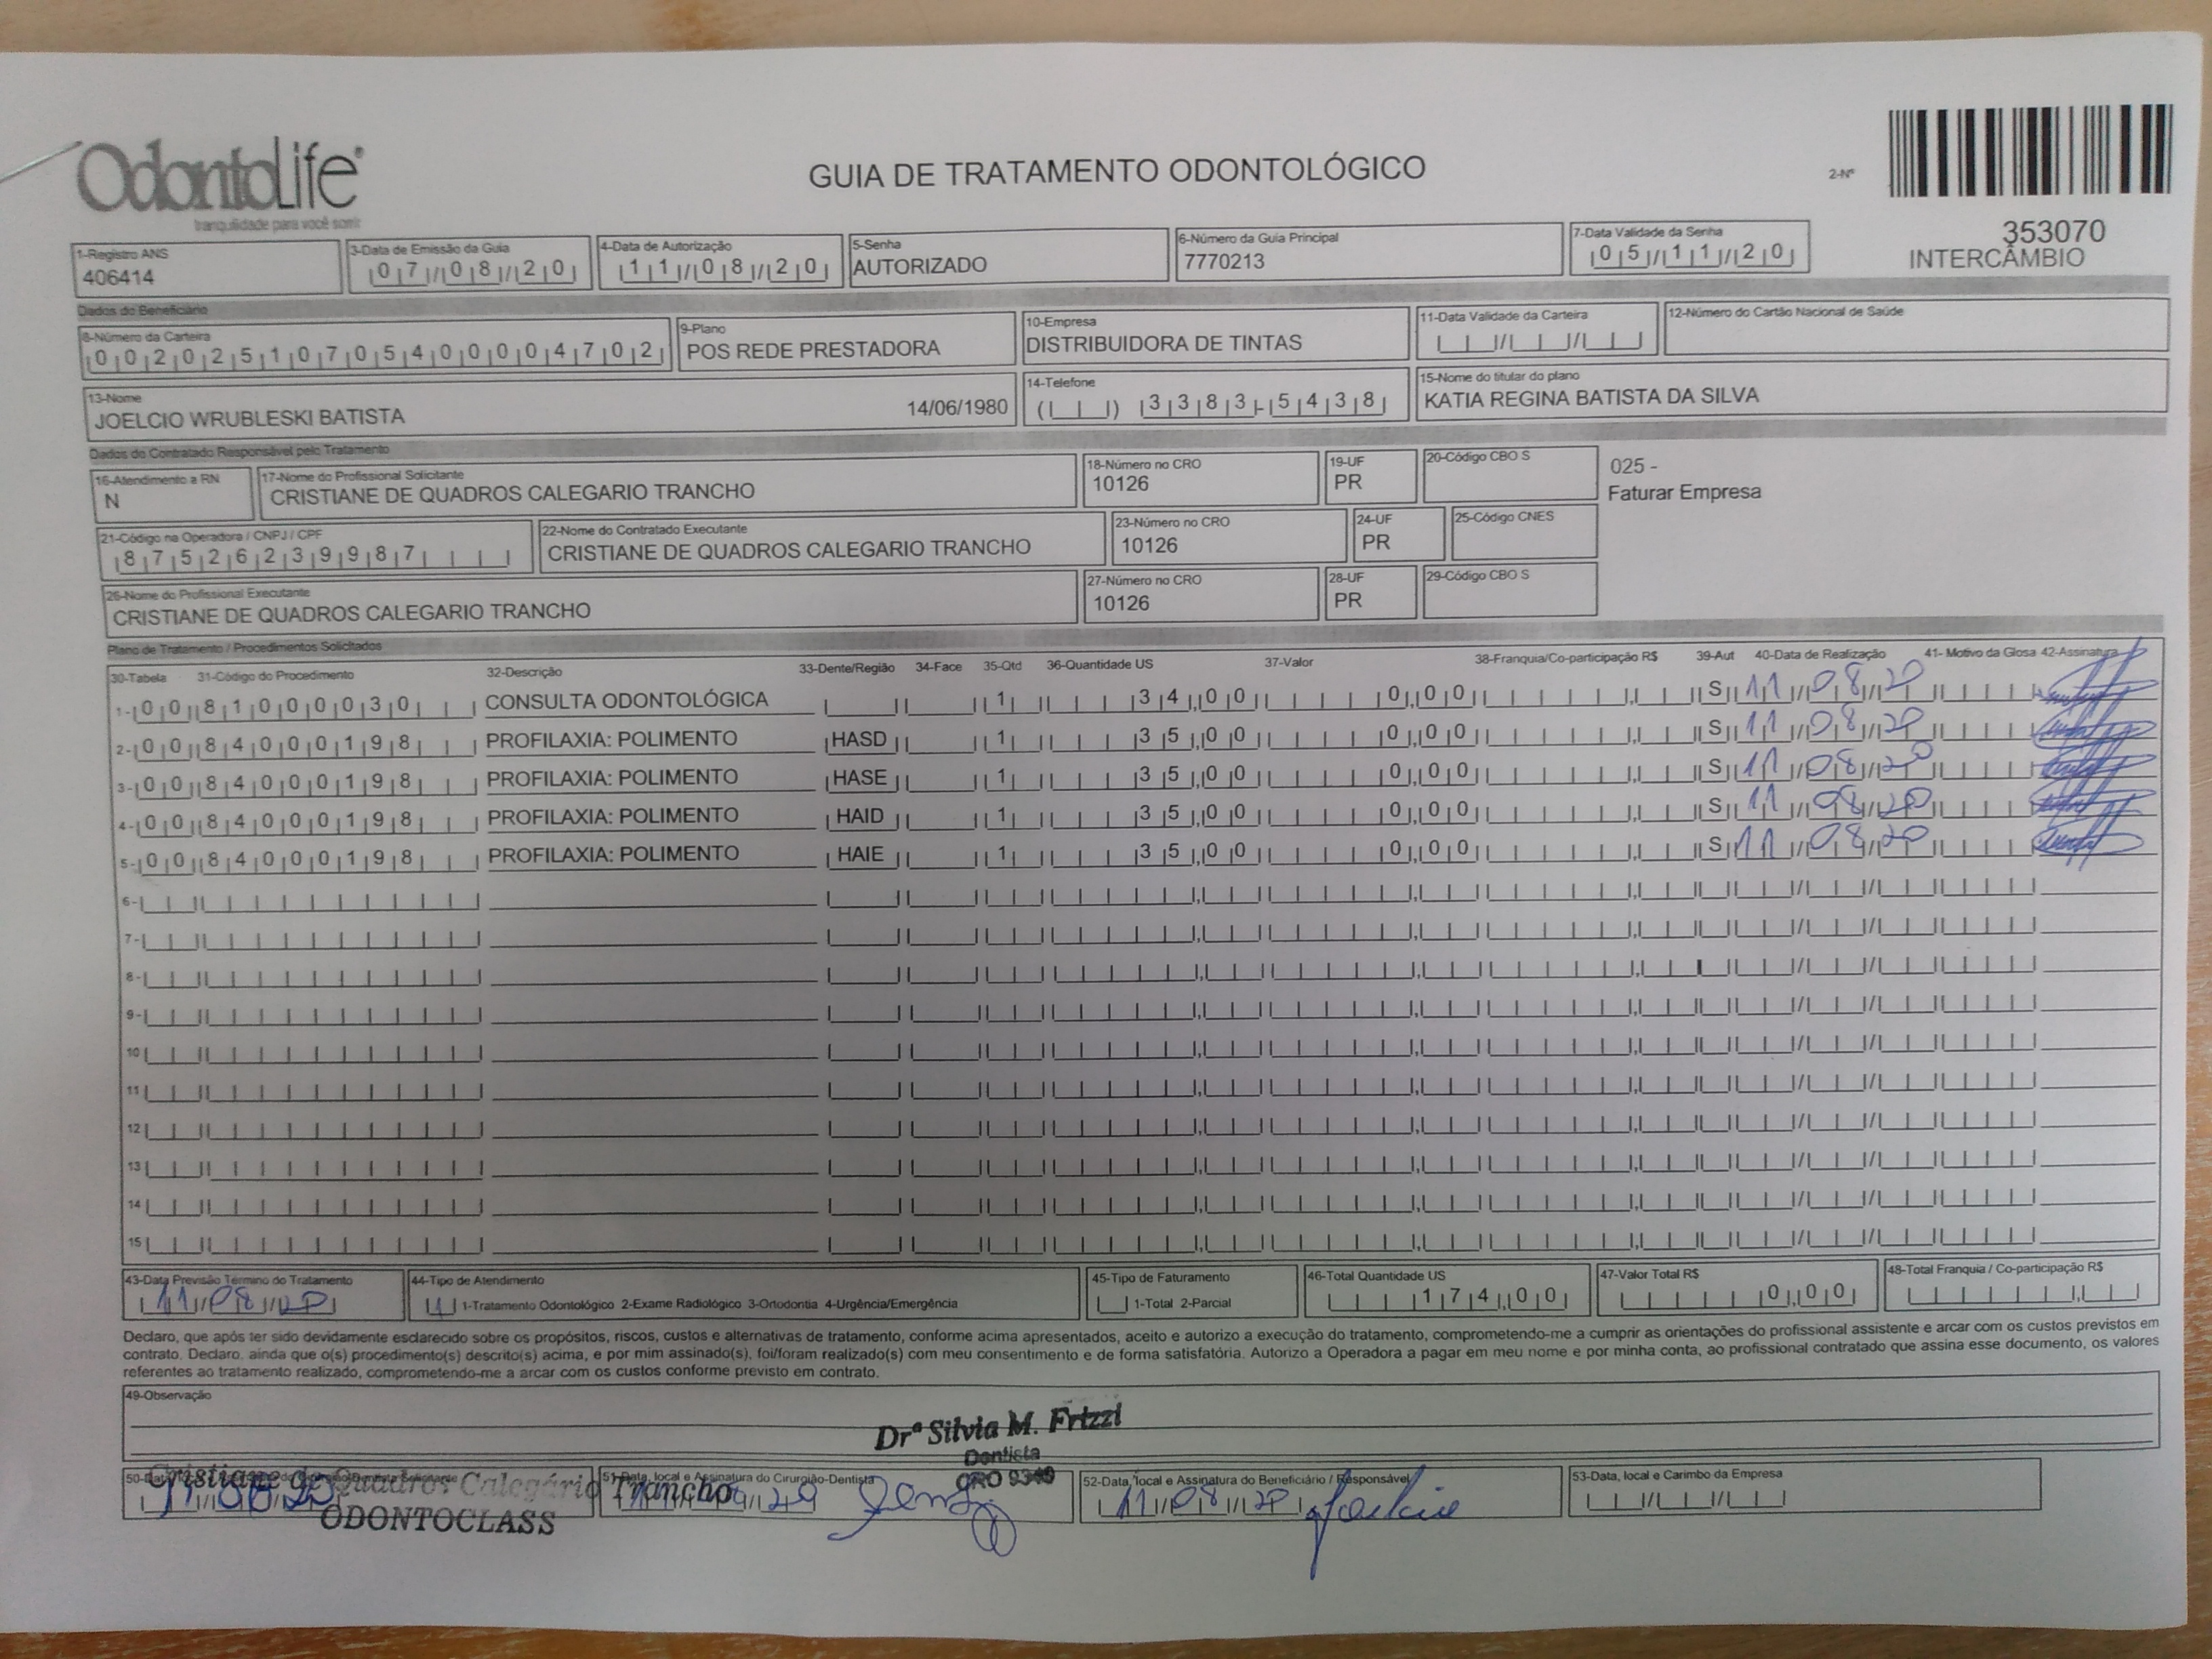 OdontoLife®
tranquilidade para você sorrir
GUIA DE TRATAMENTO ODONTOLÓGICO
2-Nº
353070
INTERCÂMBIO
1-Registro ANS
406414
3-Data de Emissão da Guia
07/08/20
4-Data de Autorização
11/08/20
5-Senha
AUTORIZADO
6-Número da Guia Principal
7770213
7-Data Validade da Senha
05/11/20
Dados do Beneficiário
8-Número da Carteira
00202510705400004702
9-Plano
POS REDE PRESTADORA
10-Empresa
DISTRIBUIDORA DE TINTAS
11-Data Validade da Carteira
12-Número do Cartão Nacional de Saúde
13-Nome
JOELCIO WRUBLESKI BATISTA 14/06/1980
14-Telefone
( ) 3383-5438
15-Nome do titular do plano
KATIA REGINA BATISTA DA SILVA
Dados do Contratado Responsável pelo Tratamento
16-Atendimento a RN
N
17-Nome do Profissional Solicitante
CRISTIANE DE QUADROS CALEGARIO TRANCHO
18-Número no CRO
10126
19-UF
PR
20-Código CBO S
025 -
Faturar Empresa
21-Código na Operadora / CNPJ / CPF
87526239987
22-Nome do Contratado Executante
CRISTIANE DE QUADROS CALEGARIO TRANCHO
23-Número no CRO
10126
24-UF
PR
25-Código CNES
26-Nome do Profissional Executante
CRISTIANE DE QUADROS CALEGARIO TRANCHO
27-Número no CRO
10126
28-UF
PR
29-Código CBO S
Plano de Tratamento / Procedimentos Solicitados
30-Tabela 31-Código do Procedimento 32-Descrição 33-Dente/Região 34-Face 35-Qtd 36-Quantidade US 37-Valor 38-Franquia/Co-participação R$ 39-Aut 40-Data de Realização 41- Motivo da Glosa 42-Assinatura
1- 00 81000030 CONSULTA ODONTOLÓGICA 1 34,00 0,00 S 11/08/20
2- 00 84000198 PROFILAXIA: POLIMENTO HASD 1 35,00 0,00 S 11/08/20
3- 00 84000198 PROFILAXIA: POLIMENTO HASE 1 35,00 0,00 S 11/08/20
4- 00 84000198 PROFILAXIA: POLIMENTO HAID 1 35,00 0,00 S 11/08/20
5- 00 84000198 PROFILAXIA: POLIMENTO HAIE 1 35,00 0,00 S 11/08/20
6-
7-
8-
9-
10
11
12
13
14
15
43-Data Previsão Término do Tratamento
11/08/20
44-Tipo de Atendimento
1 1-Tratamento Odontológico 2-Exame Radiológico 3-Ortodontia 4-Urgência/Emergência
45-Tipo de Faturamento
1-Total 2-Parcial
46-Total Quantidade US
174,00
47-Valor Total R$
0,00
48-Total Franquia / Co-participação R$
Declaro, que após ter sido devidamente esclarecido sobre os propósitos, riscos, custos e alternativas de tratamento, conforme acima apresentados, aceito e autorizo a execução do tratamento, comprometendo-me a cumprir as orientações do profissional assistente e arcar com os custos previstos em
contrato. Declaro, ainda que o(s) procedimento(s) descrito(s) acima, e por mim assinado(s), foi/foram realizado(s) com meu consentimento e de forma satisfatória. Autorizo a Operadora a pagar em meu nome e por minha conta, ao profissional contratado que assina esse documento, os valores
referentes ao tratamento realizado, comprometendo-me a arcar com os custos conforme previsto em contrato.
49-Observação
Drª Silvia M. Frizzi
Dentista
CRO 9349
Cristiane de Quadros Calegário Trancho
ODONTOCLASS
11/08/20
51-Data, local e Assinatura do Cirurgião-Dentista
52-Data, local e Assinatura do Beneficiário / Responsável
11/08/20
53-Data, local e Carimbo da Empresa